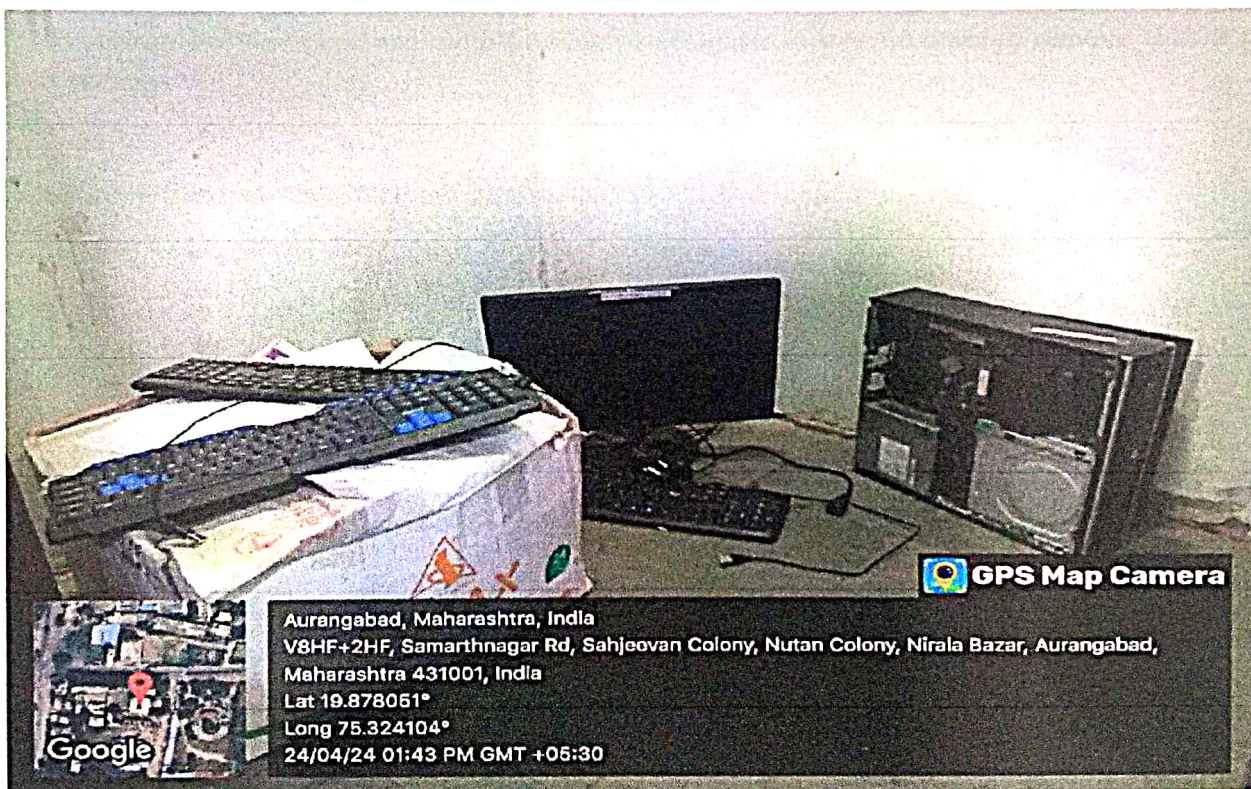 GPS Map Camera
Aurangabad, Maharashtra, India
V8HF+2HF, Samarthnagar Rd, Sahjeevan Colony, Nutan Colony, Nirala Bazar, Aurangabad,
Maharashtra 431001, India
Lat 19.878051°
Long 75.324104°
24/04/24 01:43 PM GMT +05:30
Google